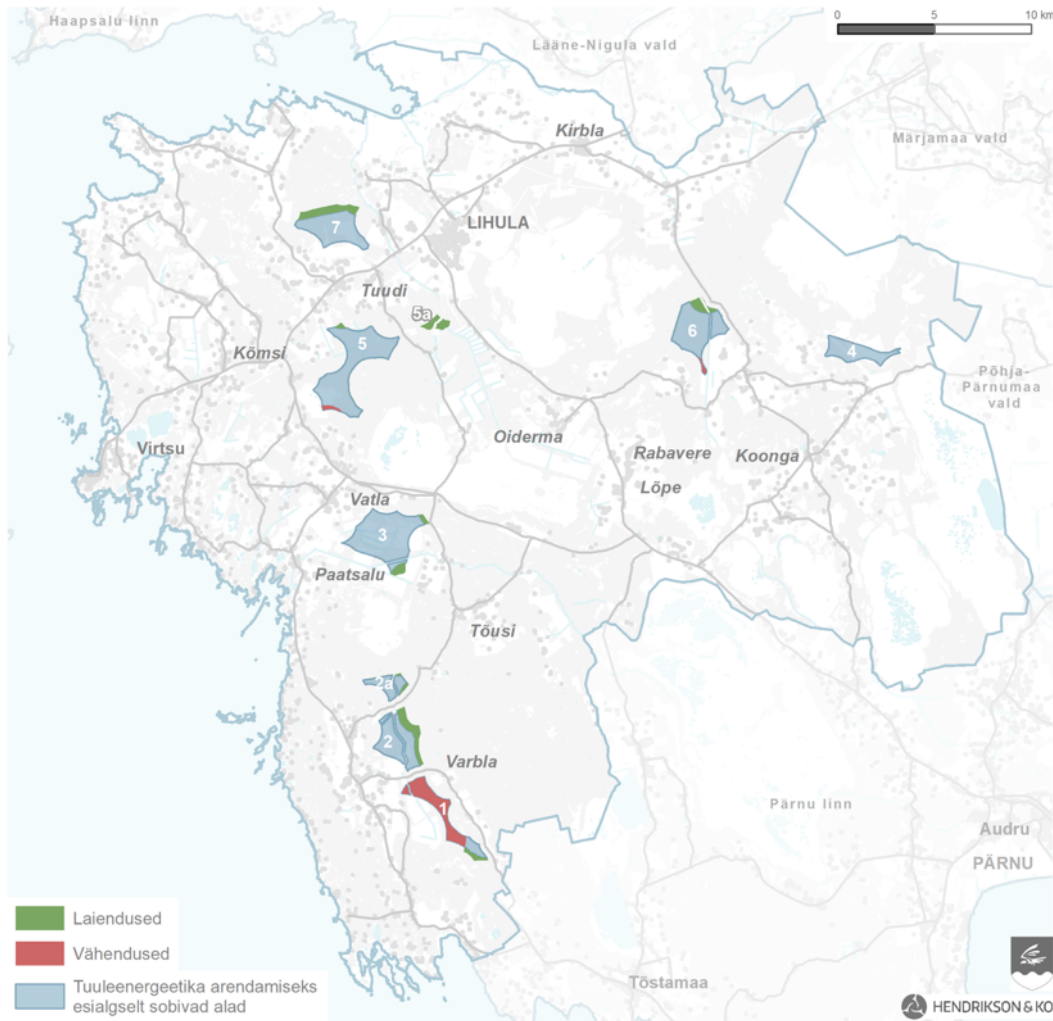 Haapsalu linn
0 5 10 km
Lääne-Nigula vald
Kirbla
Märjamaa vald
7
LIHULA
Tuudi
5a
5
6
4
Kõmsi
Põhja-
Pärnumaa
vald
Oiderma
Virtsu
Rabavere
Koonga
Lõpe
Vatla
3
Paatsalu
Tõusi
2a
2
Varbla
1
Pärnu linn
Audru
PÄRNU
Laiendused
Vähendused
Tuuleenergeetika arendamiseks
esialgselt sobivad alad
Tõstamaa
HENDRIKSON & KO